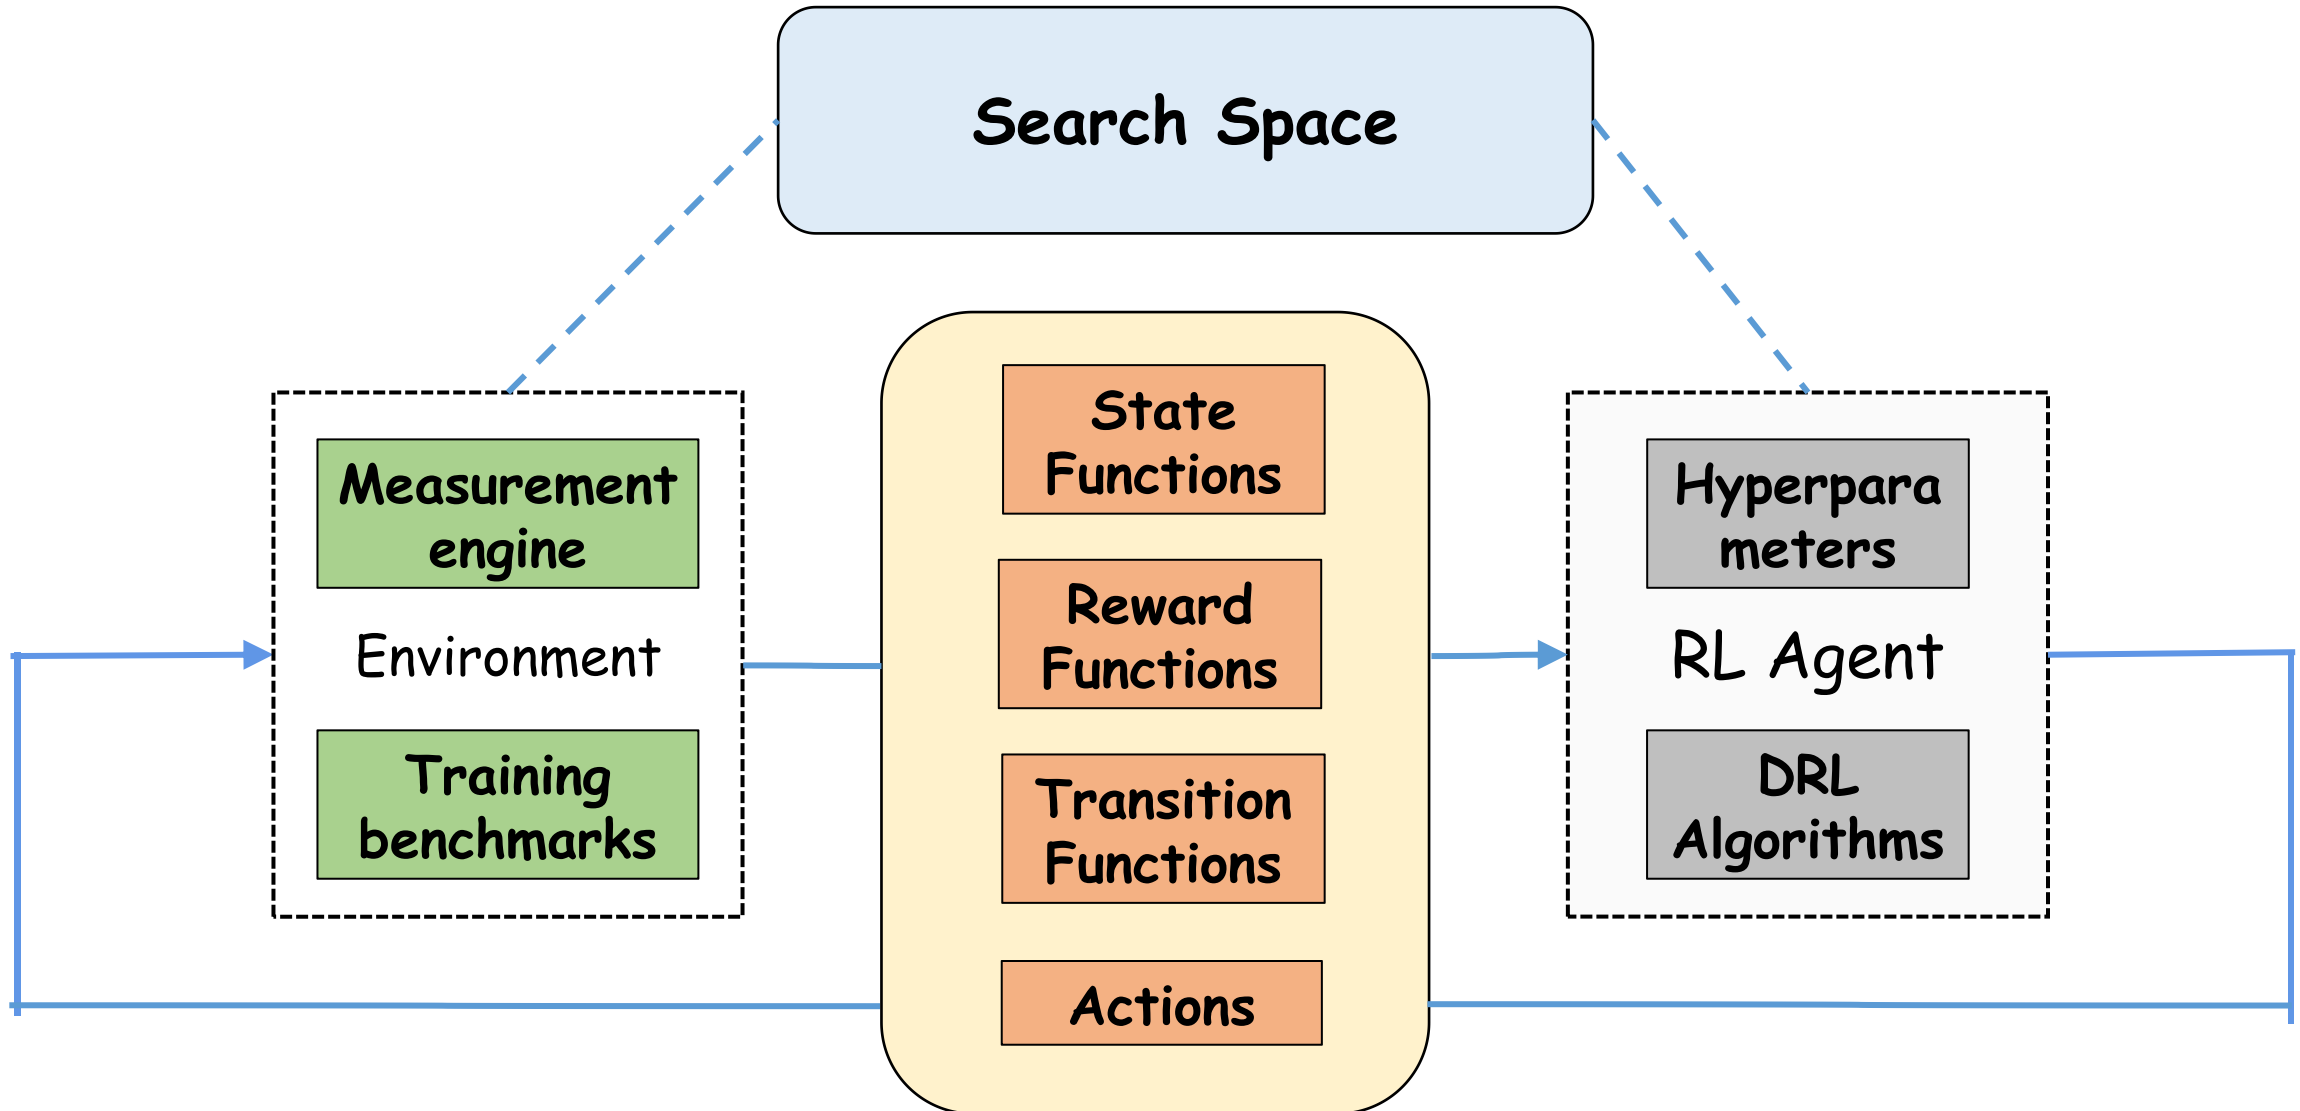 Search Space
Measurement
engine
Environment
Training
benchmarks
State
Functions
Reward
Functions
Transition
Functions
Actions
Hyperpara
meters
RL Agent
DRL
Algorithms